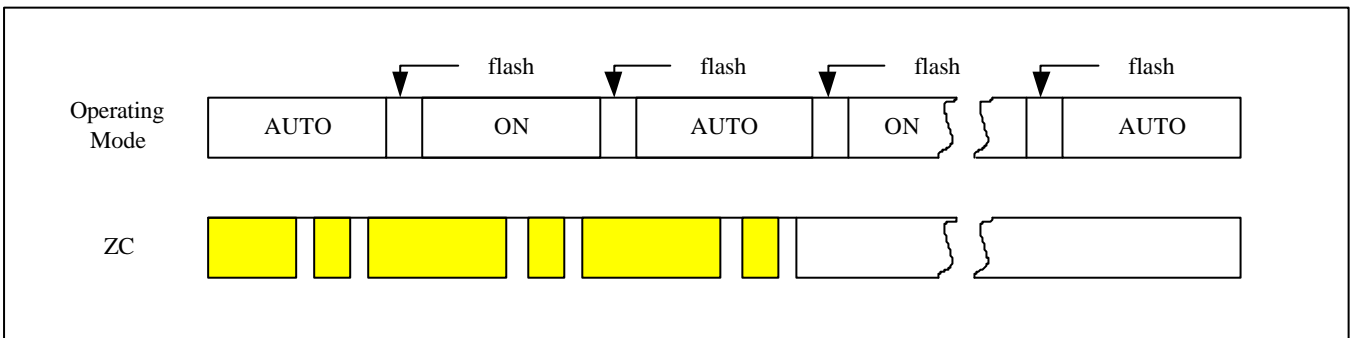 flash flash flash flash
Operating
Mode
AUTO ON AUTO ON AUTO
ZC